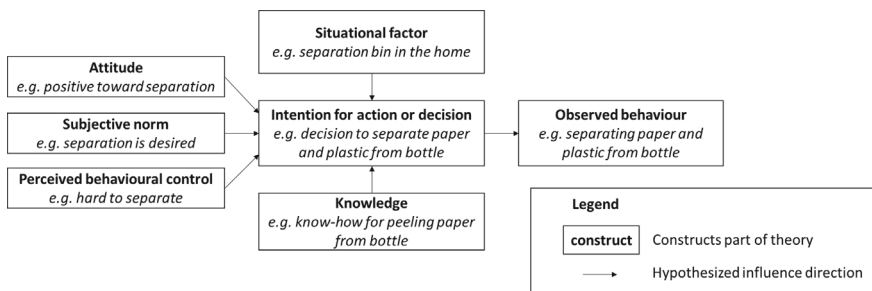 Situational factor
e.g. separation bin in the home
Attitude
e.g. positive toward separation
Subjective norm
e.g. separation is desired
Perceived behavioural control
e.g. hard to separate
Intention for action or decision
e.g. decision to separate paper
and plastic from bottle
Observed behaviour
e.g. separating paper and
plastic from bottle
Knowledge
e.g. know-how for peeling paper
from bottle
Legend
construct Constructs part of theory
Hypothesized influence direction